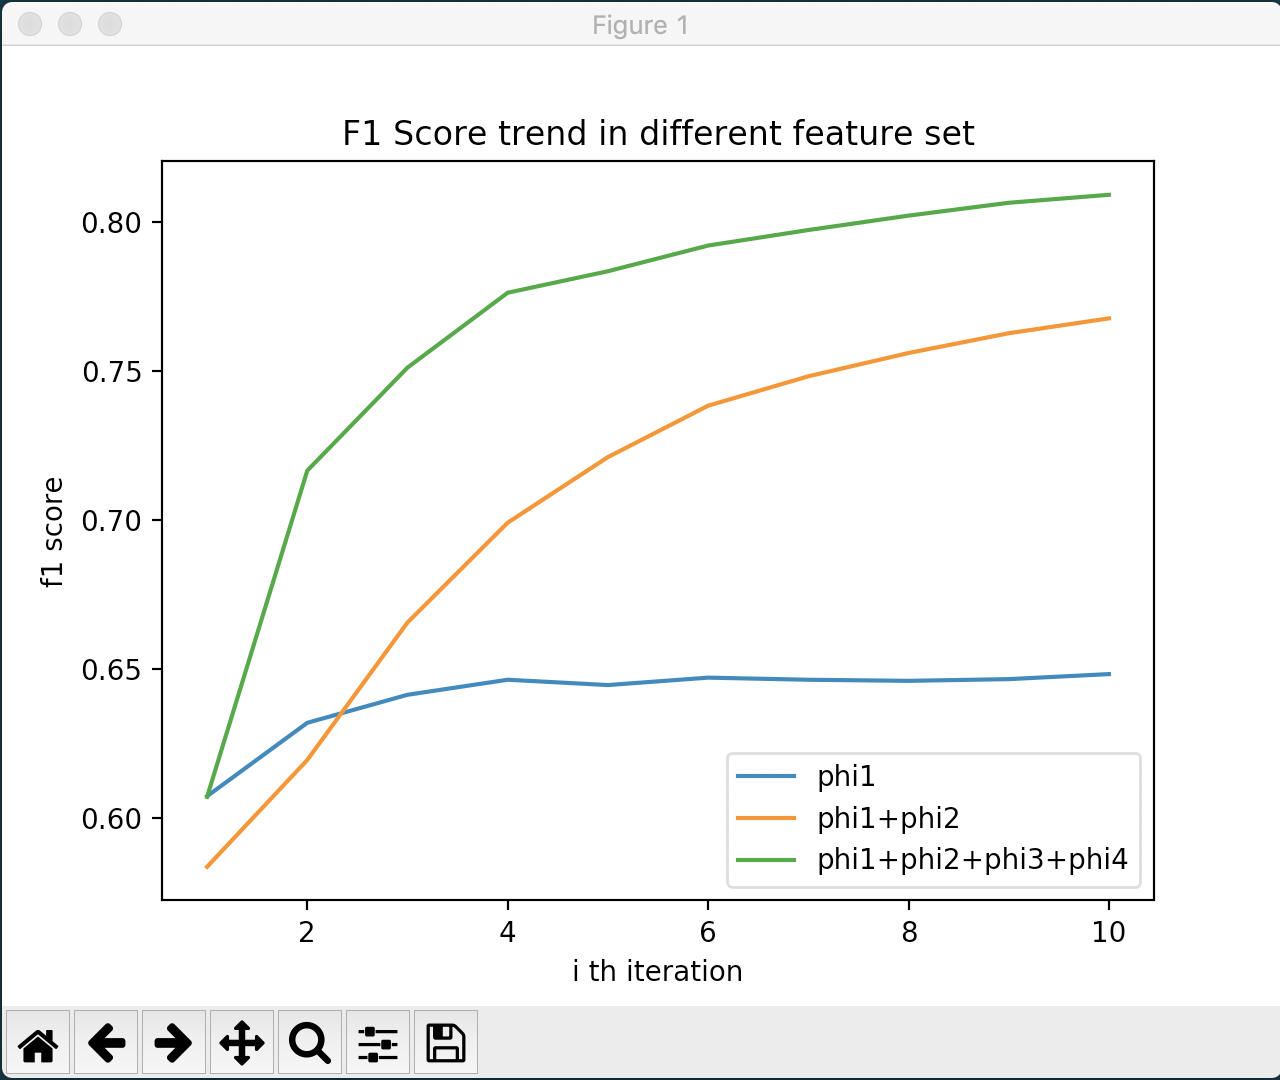 Figure 1
F1 Score trend in different feature set
0.80
0.75
0.70
0.65
0.60
f1 score
2 4 6 8 10
i th iteration
phi1
phi1+phi2
phi1+phi2+phi3+phi4